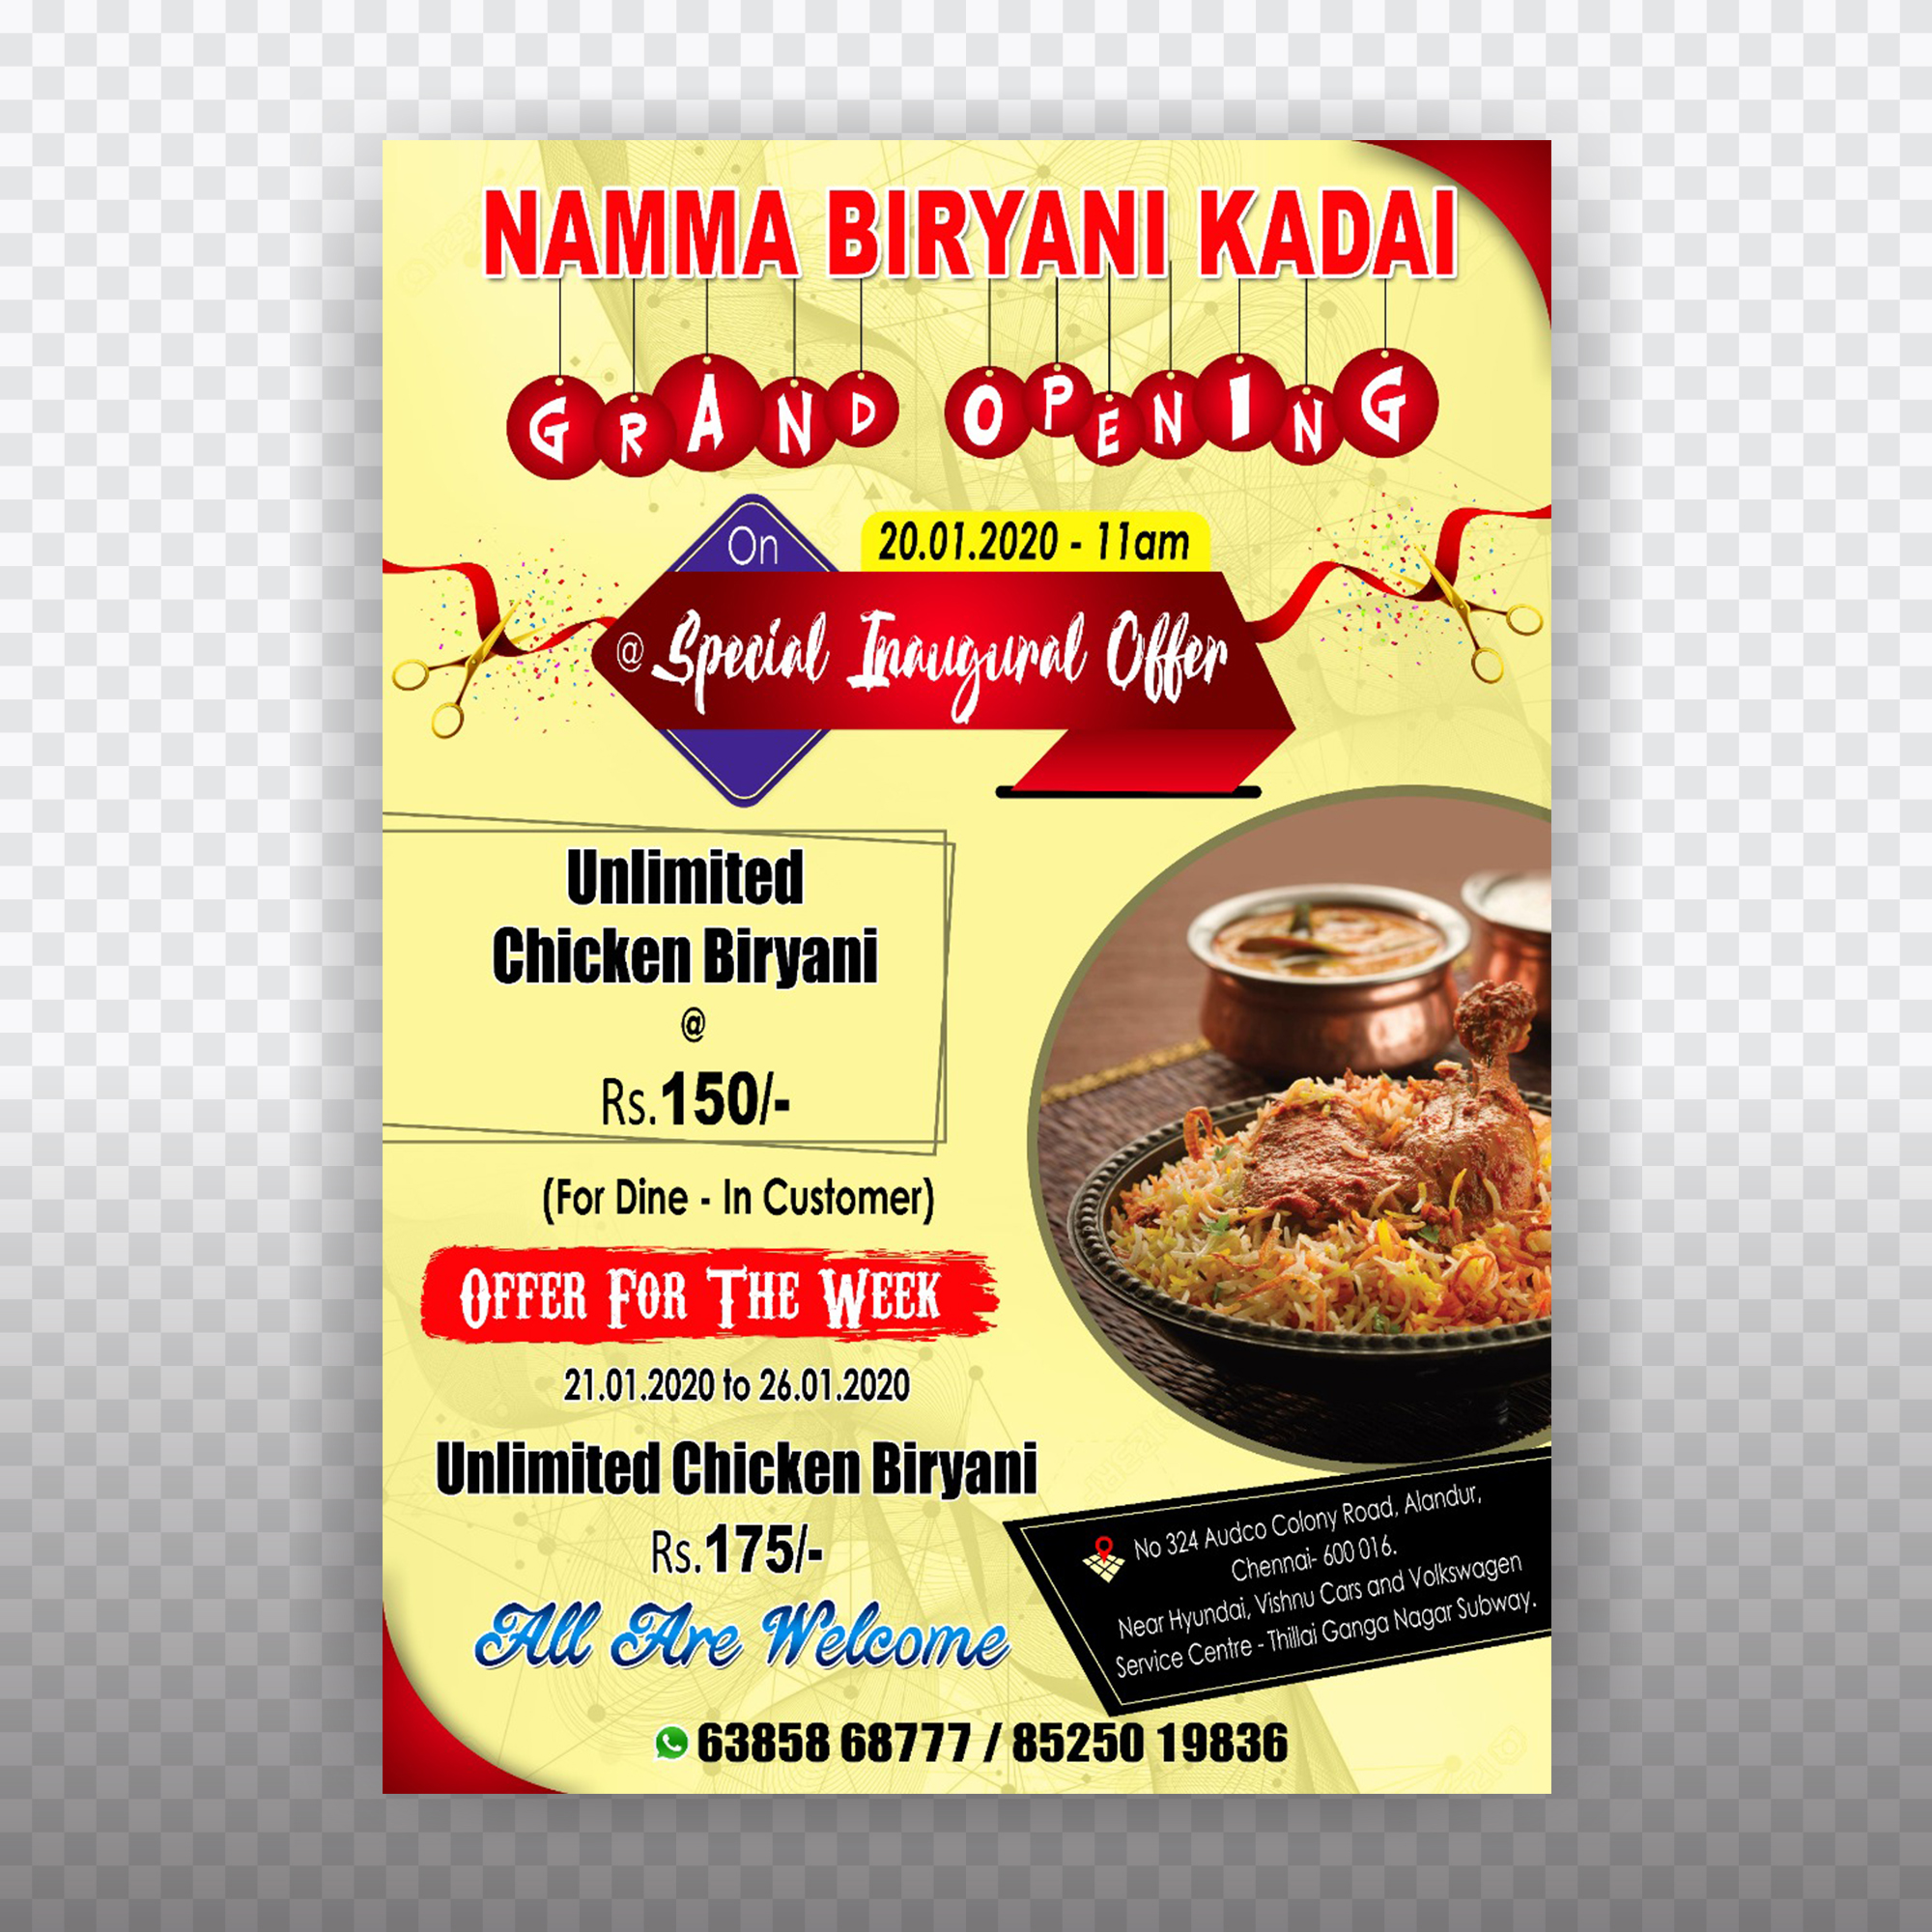 NAMMA BIRYANI KADAI
GRAND OPENING
On
20.01.2020 - 11am
@ Special Inaugural Offer
Unlimited
Chicken Biryani
@
Rs.150/-
(For Dine - In Customer)
OFFER FOR THE WEEK
21.01.2020 to 26.01.2020
Unlimited Chicken Biryani
Rs.175/-
All Are Welcome
No 324 Audco Colony Road, Alandur,
Chennai- 600 016.
Near Hyundai, Vishnu Cars and Volkswagen
Service Centre - Thillai Ganga Nagar Subway.
63858 68777 / 85250 19836